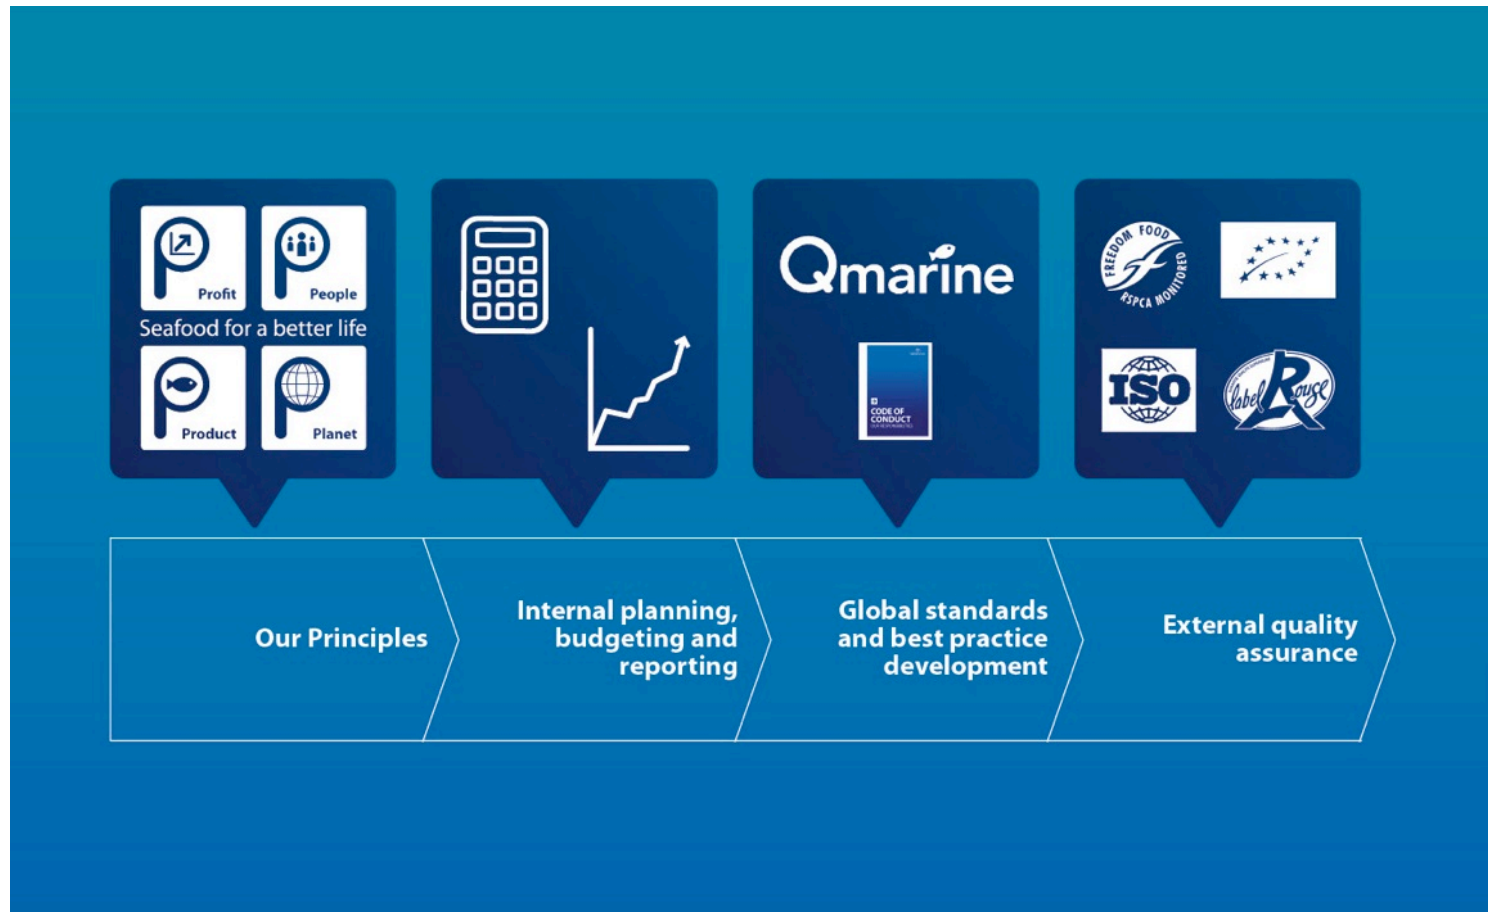 Profit
People
Seafood for a better life
Product
Planet
Qmarine
CODE OF
CONDUCT
FREEDOM FOOD
RSPCA MONITORED
ISO
label Rouge
Our Principles
Internal planning,
budgeting and
reporting
Global standards
and best practice
development
External quality
assurance